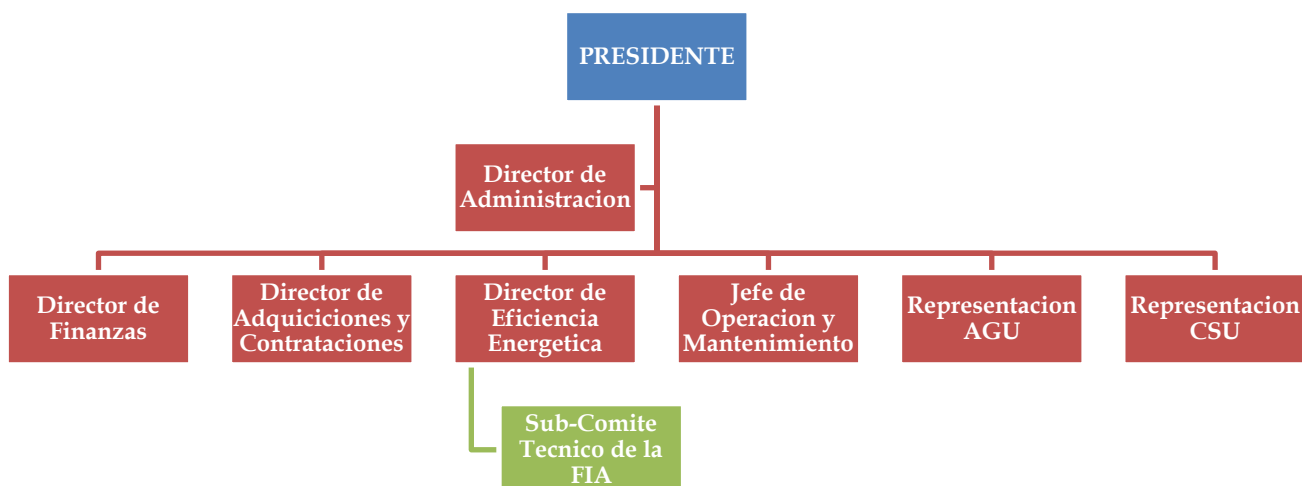 PRESIDENTE
Director de
Administracion
Director de
Finanzas
Director de
Adquiciciones y
Contrataciones
Director de
Eficiencia
Energetica
Jefe de
Operacion y
Mantenimiento
Representacion
AGU
Representacion
CSU
Sub-Comite
Tecnico de la
FIA